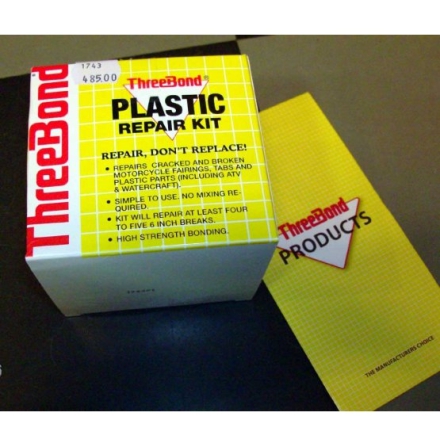 ThreeBond
1743
485.00
ThreeBond®
PLASTIC
REPAIR KIT
REPAIR, DON'T REPLACE!
• REPAIRS CRACKED AND BROKEN
MOTORCYCLE FAIRINGS, TABS AND
PLASTIC PARTS (INCLUDING ATV
& WATERCRAFT).
• SIMPLE TO USE. NO MIXING RE-
QUIRED.
• KIT WILL REPAIR AT LEAST FOUR
TO FIVE 6 INCH BREAKS.
• HIGH STRENGTH BONDING.
ThreeBond
PRODUCTS
THE MANUFACTURERS CHOICE